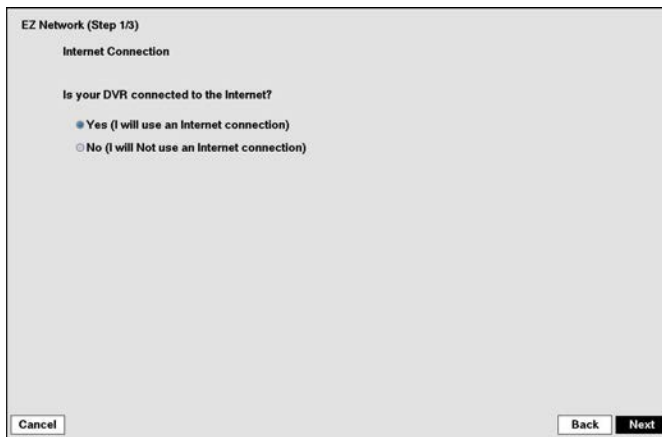 EZ Network (Step 1/3)
Internet Connection
Is your DVR connected to the Internet?
Yes (I will use an Internet connection)
No (I will Not use an Internet connection)
Cancel
Back
Next